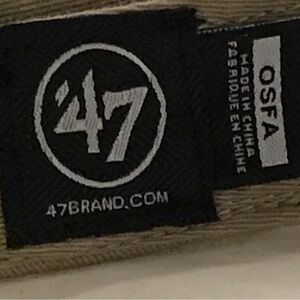 '47
47BRAND.COM
OSFA
MADE IN CHINA
FABRIQUE EN CHINE